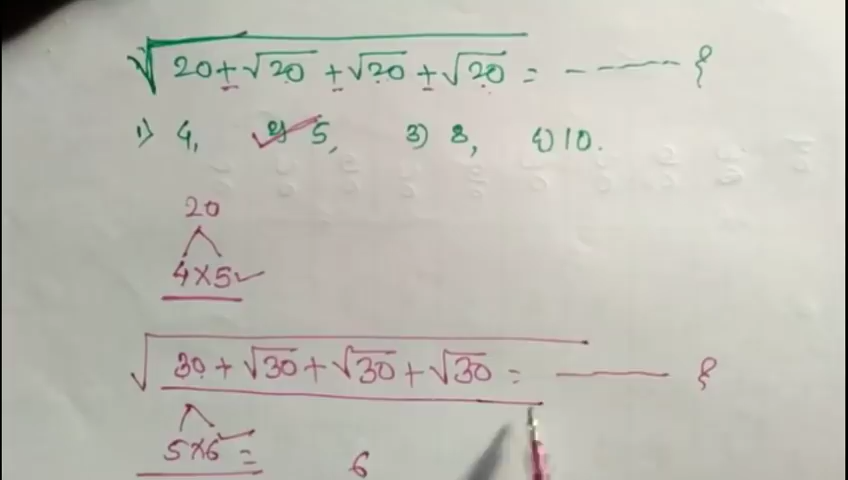 √20+√20+√20+√20 = - ——— ?
1) 4, 2) 5, 3) 8, 4) 10.
20
4×5✓
√30+√30+√30+√30 = ——— ?
5×6✓ = 6